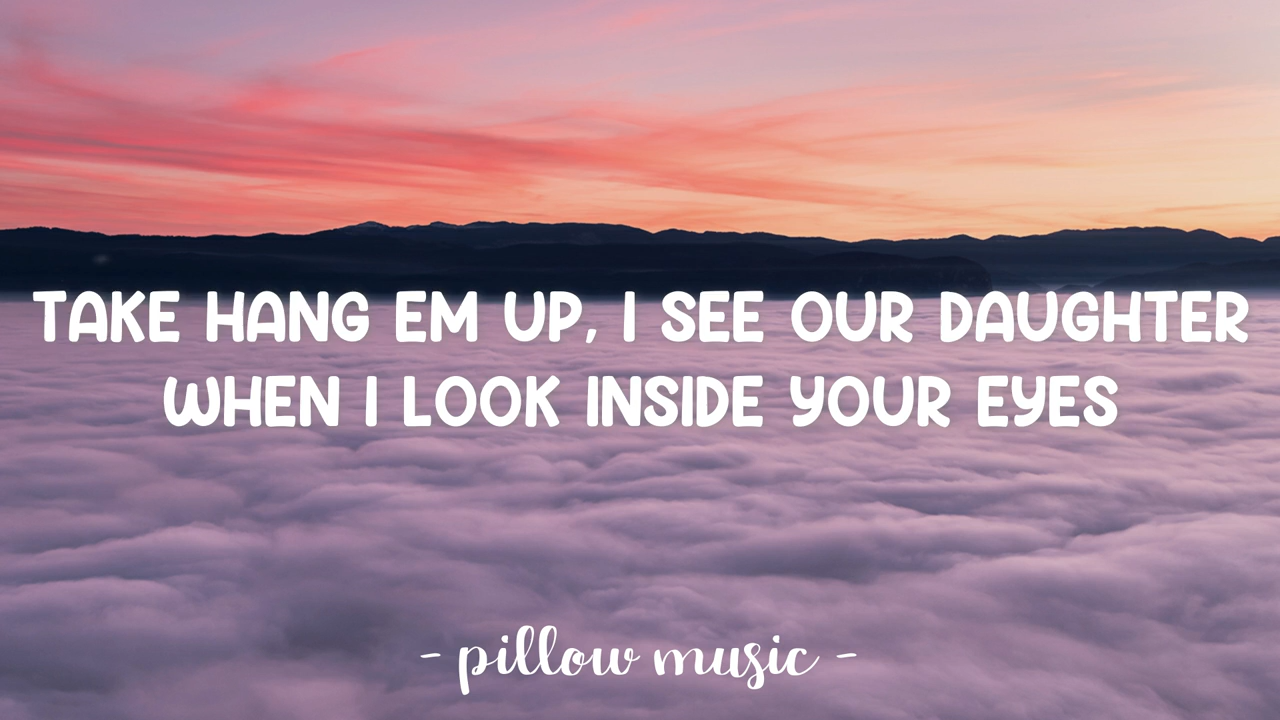 TAKE HANG EM UP, I SEE OUR DAUGHTER
WHEN I LOOK INSIDE YOUR EYES
- pillow music -